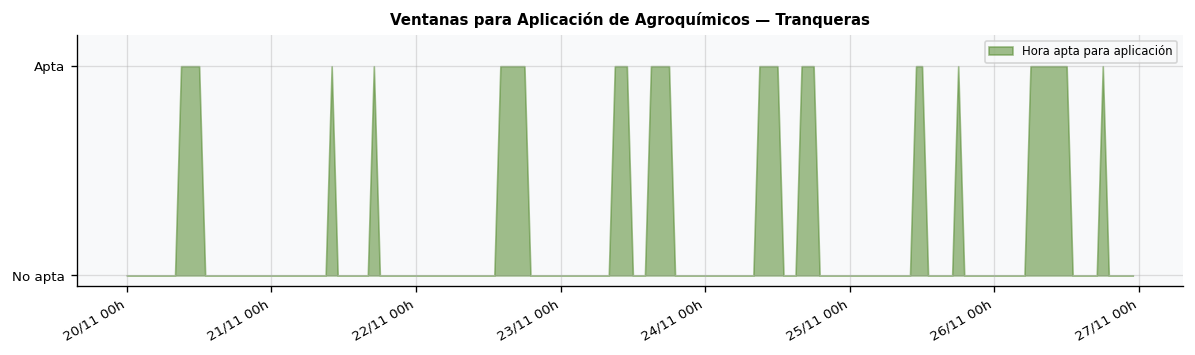 Ventanas para Aplicación de Agroquímicos — Tranqueras
Hora apta para aplicación
Apta
No apta
20/11 00h
21/11 00h
22/11 00h
23/11 00h
24/11 00h
25/11 00h
26/11 00h
27/11 00h